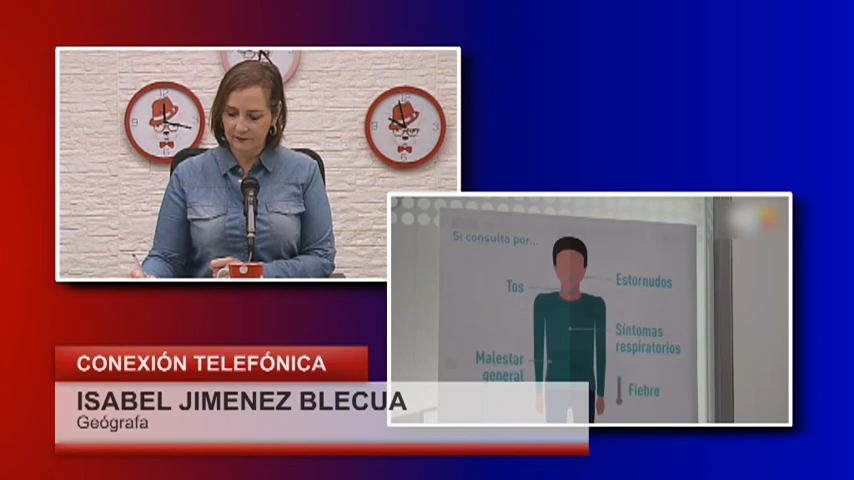 Si consulta por...
Tos
Estornudos
Síntomas
respiratorios
Malestar
general
Fiebre
CONEXIÓN TELEFÓNICA
ISABEL JIMENEZ BLECUA
Geógrafa